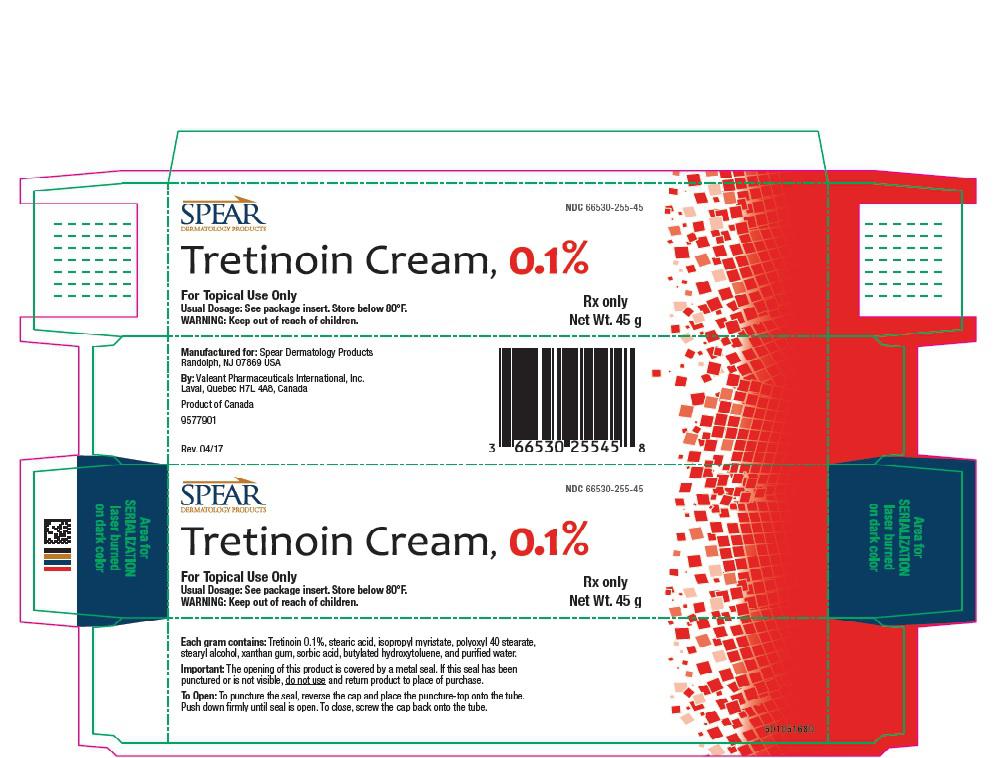 SPEAR
DERMATOLOGY PRODUCTS
NDC 66530-255-45
Tretinoin Cream, 0.1%
For Topical Use Only
Usual Dosage: See package insert. Store below 80°F.
WARNING: Keep out of reach of children.
Rx only
Net Wt. 45 g
Manufactured for: Spear Dermatology Products
Randolph, NJ 07869 USA
By: Valeant Pharmaceuticals International, Inc.
Laval, Quebec H7L 4A8, Canada
Product of Canada
9577901
Rev. 04/17
3 66530 25545 8
SPEAR
DERMATOLOGY PRODUCTS
NDC 66530-255-45
Tretinoin Cream, 0.1%
For Topical Use Only
Usual Dosage: See package insert. Store below 80°F.
WARNING: Keep out of reach of children.
Rx only
Net Wt. 45 g
Area for
SERIALIZATION
laser burned
on dark color
Area for
SERIALIZATION
laser burned
on dark color
Each gram contains: Tretinoin 0.1%, stearic acid, isopropyl myristate, polyoxyl 40 stearate,
stearyl alcohol, xanthan gum, sorbic acid, butylated hydroxytoluene, and purified water.
Important: The opening of this product is covered by a metal seal. If this seal has been
punctured or is not visible, do not use and return product to place of purchase.
To Open: To puncture the seal, reverse the cap and place the puncture-top onto the tube.
Push down firmly until seal is open. To close, screw the cap back onto the tube.
501051680